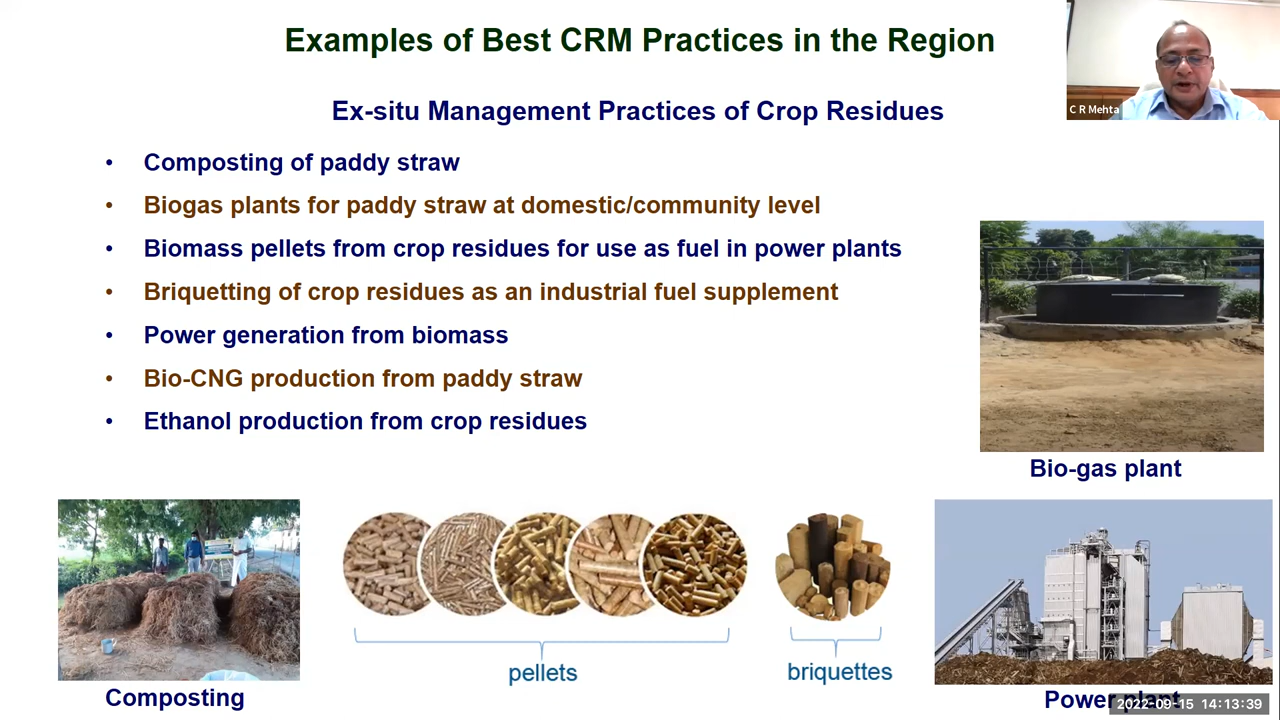 Examples of Best CRM Practices in the Region
C R Mehta
Ex-situ Management Practices of Crop Residues
• Composting of paddy straw
• Biogas plants for paddy straw at domestic/community level
• Biomass pellets from crop residues for use as fuel in power plants
• Briquetting of crop residues as an industrial fuel supplement
• Power generation from biomass
• Bio-CNG production from paddy straw
• Ethanol production from crop residues
Bio-gas plant
pellets
briquettes
Composting
Power plant
2022-09-15 14:13:39